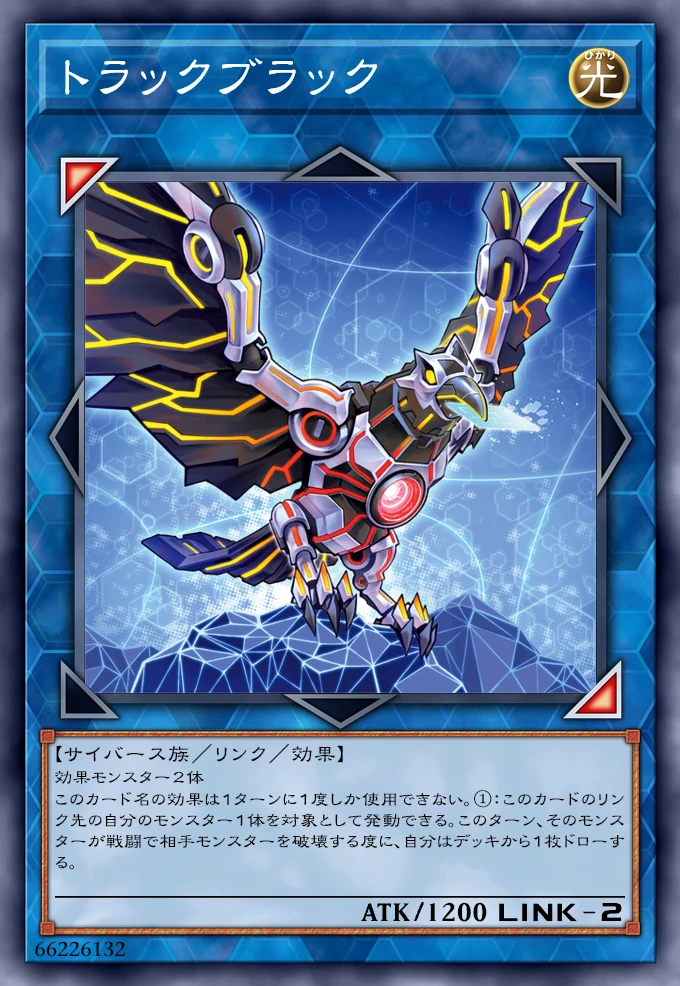 トラックブラック
ひかり
光
【サイバース族／リンク／効果】
効果モンスター２体
このカード名の効果は１ターンに１度しか使用できない。①：このカードのリン
ク先の自分のモンスター１体を対象として発動できる。このターン、そのモンス
ターが戦闘で相手モンスターを破壊する度に、自分はデッキから１枚ドローす
る。
ATK/1200 LINK-2
66226132